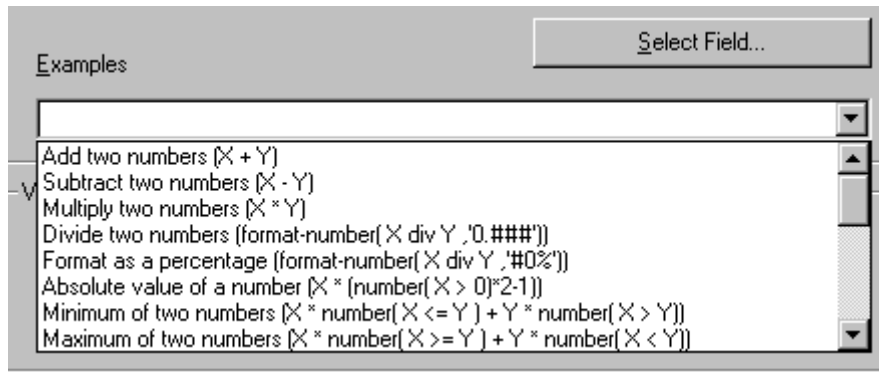 Select Field...
Examples
Add two numbers (X + Y)
Subtract two numbers (X - Y)
V
Multiply two numbers (X * Y)
Divide two numbers (format-number( X div Y ,'0.###'))
Format as a percentage (format-number( X div Y ,'#0%'))
Absolute value of a number (X * (number( X > 0)*2-1))
Minimum of two numbers (X * number( X <= Y ) + Y * number( X > Y))
Maximum of two numbers (X * number( X >= Y ) + Y * number( X < Y))